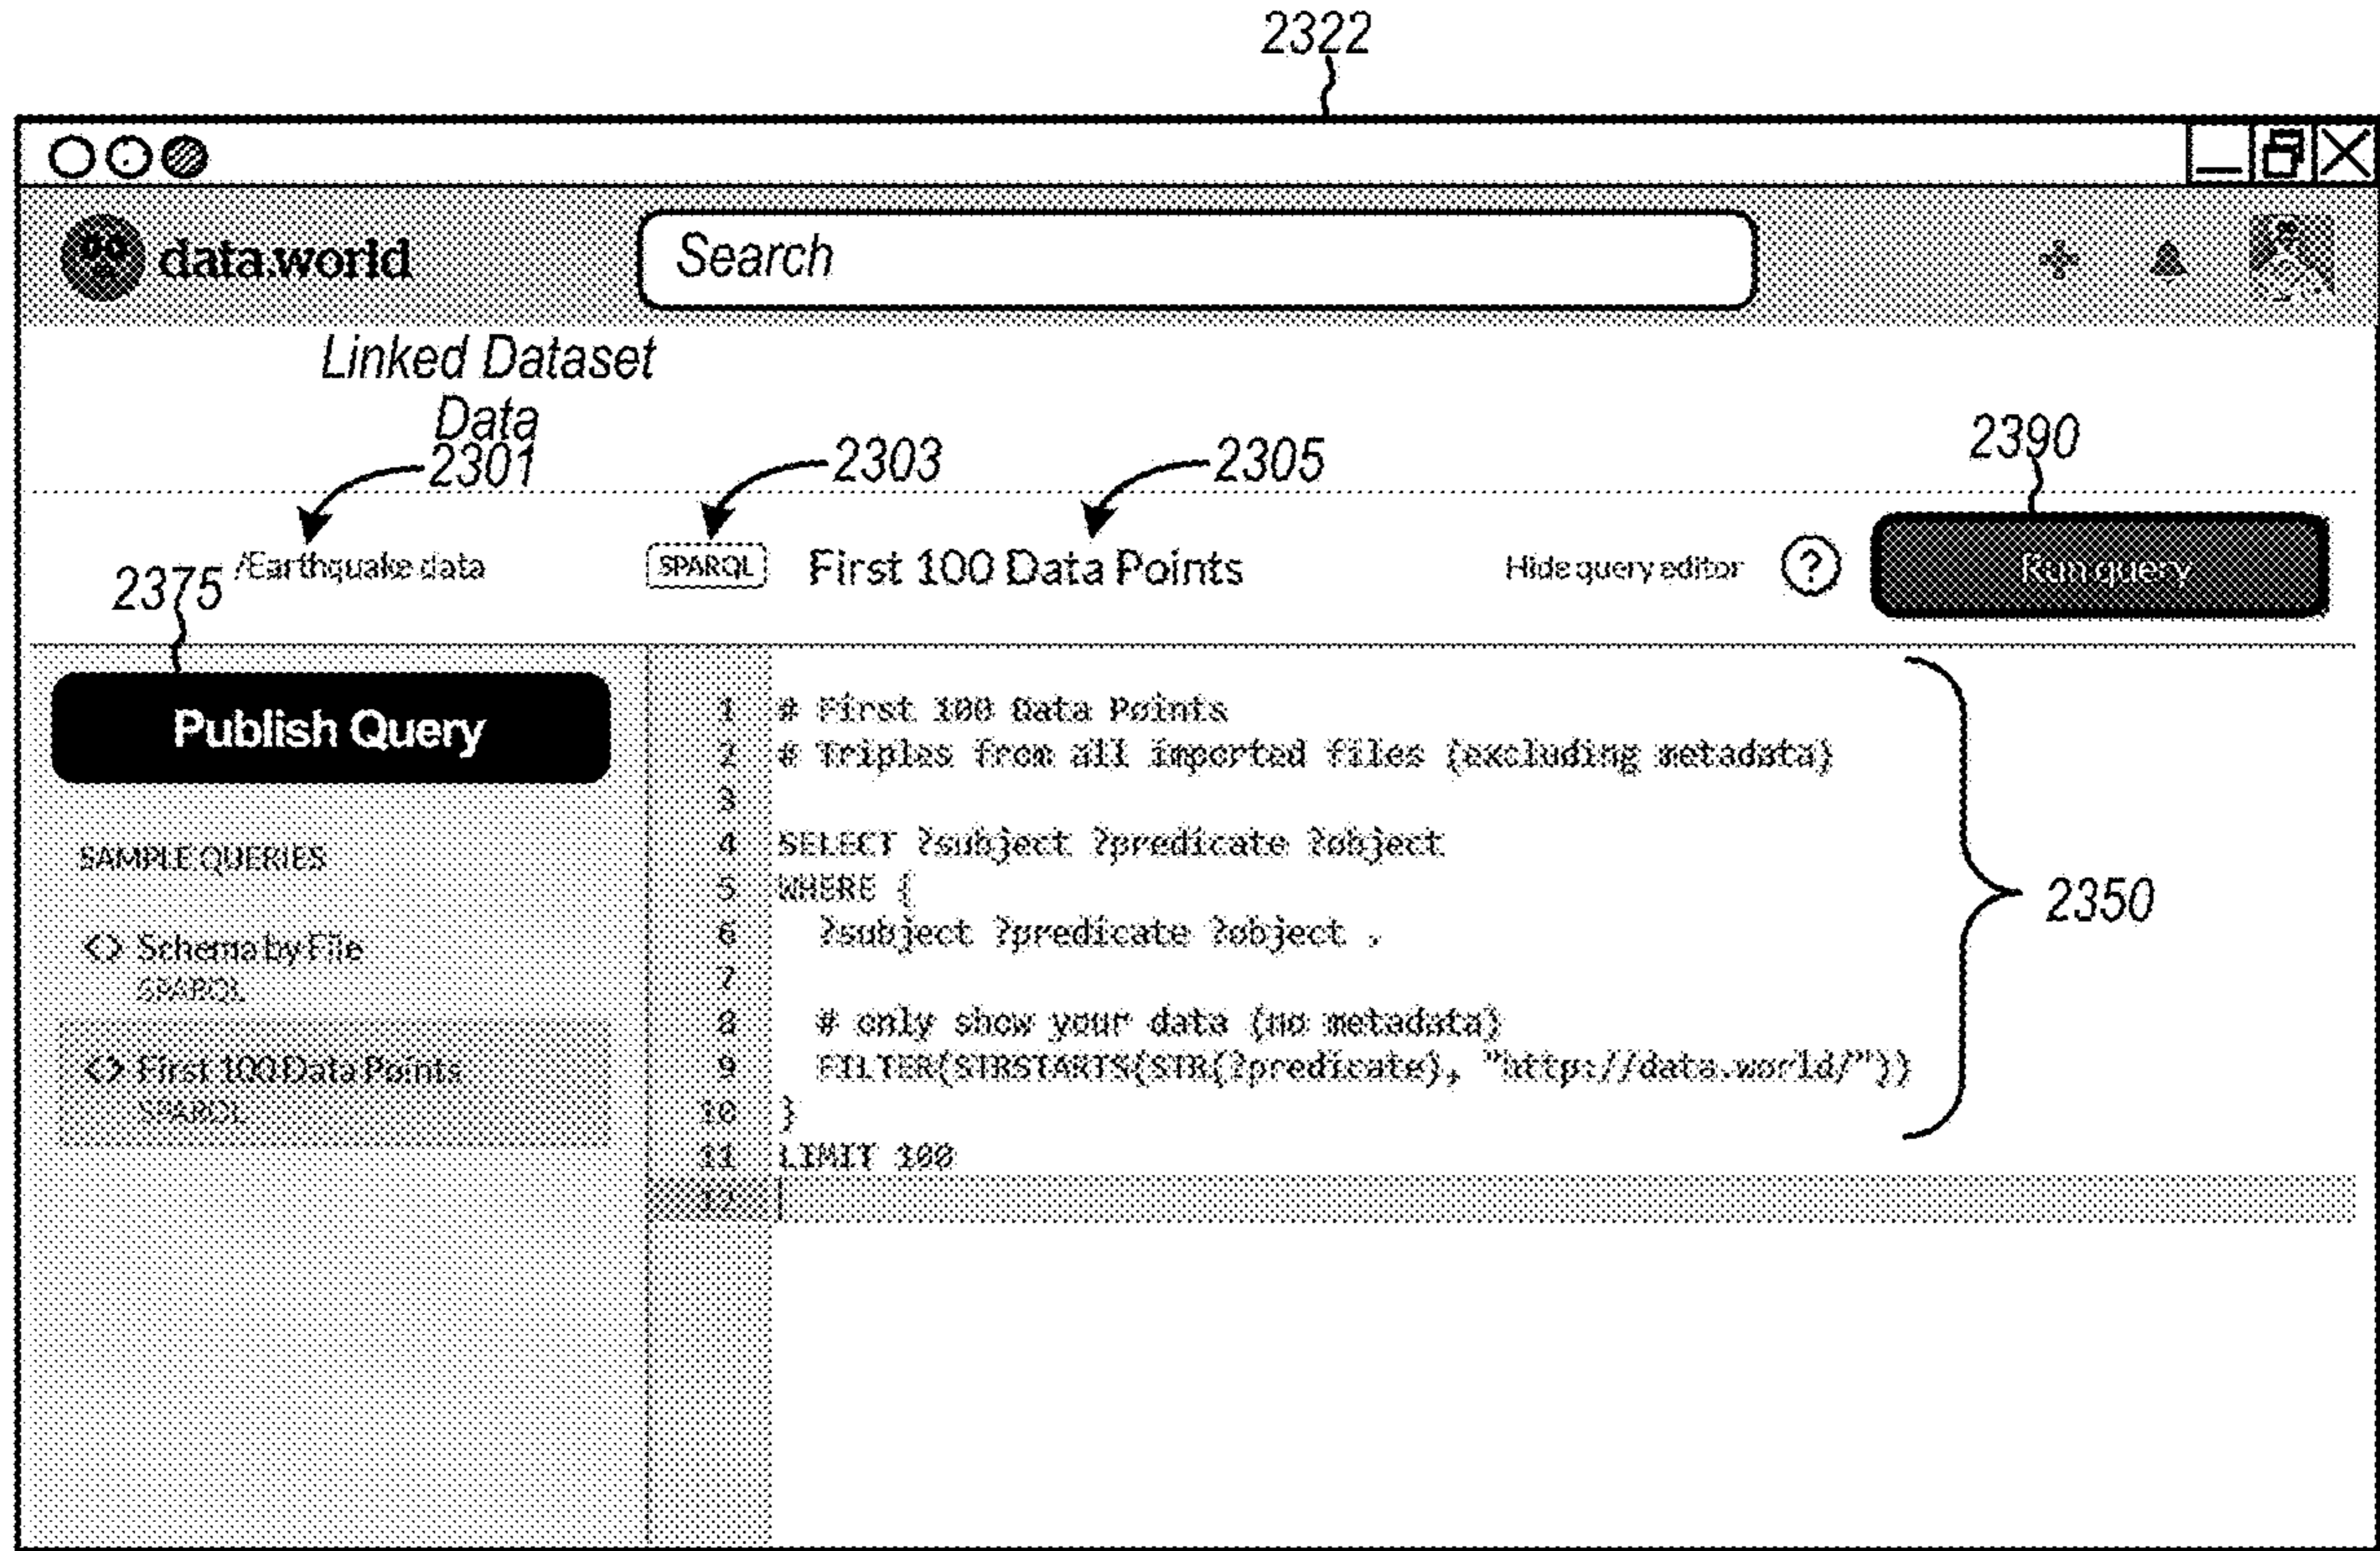 2322
data.world
Search
Linked Dataset
Data
2301
2303
2305
2390
/Earthquake data
SPARQL
First 100 Data Points
Hide query editor
?
Run query
2375
Publish Query
SAMPLE QUERIES
<> Schema by File
SPARQL
<> First 100 Data Points
SPARQL
1 # First 100 Data Points
2 # Triples from all imported files (excluding metadata)
3
4 SELECT ?subject ?predicate ?object
5 WHERE {
6 ?subject ?predicate ?object .
7
8 # only show your data (no metadata)
9 FILTER(STRSTARTS(STR(?predicate), "http://data.world/"))
10 }
11 LIMIT 100
12
2350